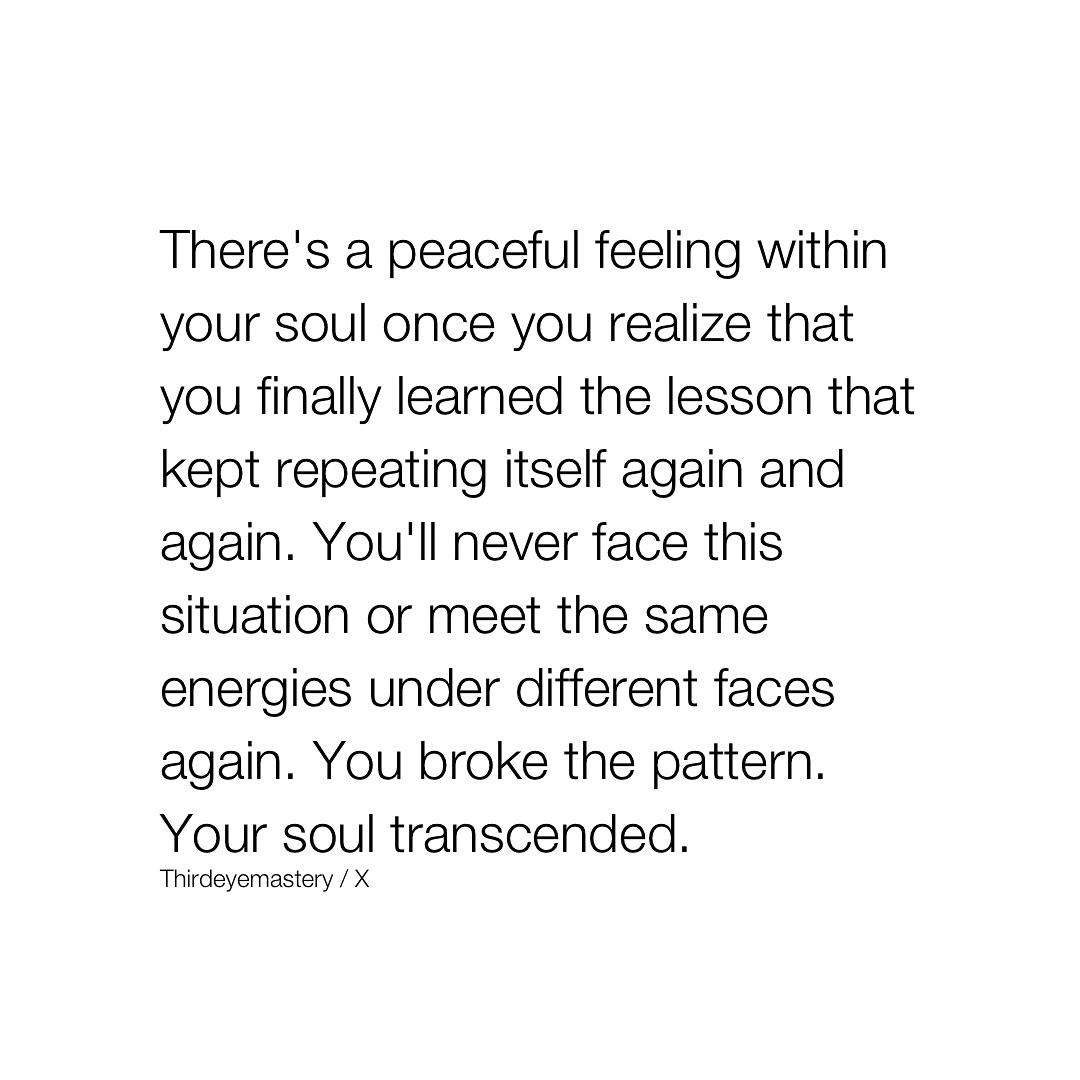 There's a peaceful feeling within
your soul once you realize that
you finally learned the lesson that
kept repeating itself again and
again. You'll never face this
situation or meet the same
energies under different faces
again. You broke the pattern.
Your soul transcended.
Thirdeyemastery / X